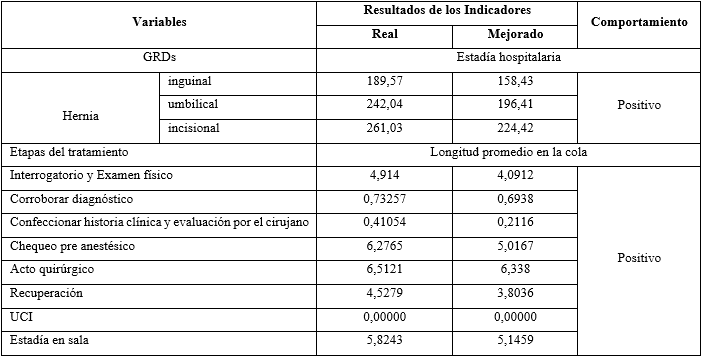 Variables Resultados de los Indicadores Comportamiento
Real Mejorado
GRDs Estadía hospitalaria
Hernia inguinal 189,57 158,43 Positivo
umbilical 242,04 196,41
incisional 261,03 224,42
Etapas del tratamiento Longitud promedio en la cola
Interrogatorio y Examen físico 4,914 4,0912 Positivo
Corroborar diagnóstico 0,73257 0,6938
Confeccionar historia clínica y evaluación por el cirujano 0,41054 0,2116
Chequeo pre anestésico 6,2765 5,0167
Acto quirúrgico 6,5121 6,338
Recuperación 4,5279 3,8036
UCI 0,00000 0,00000
Estadía en sala 5,8243 5,1459